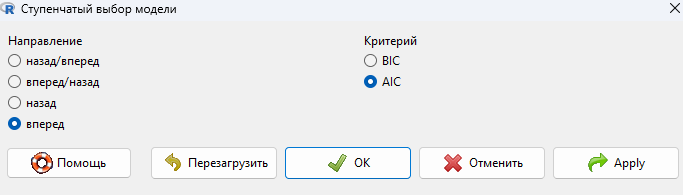 Ступенчатый выбор модели
Направление
назад/вперед
вперед/назад
назад
вперед
Критерий
BIC
AIC
Помощь
Перезагрузить
OK
Отменить
Apply